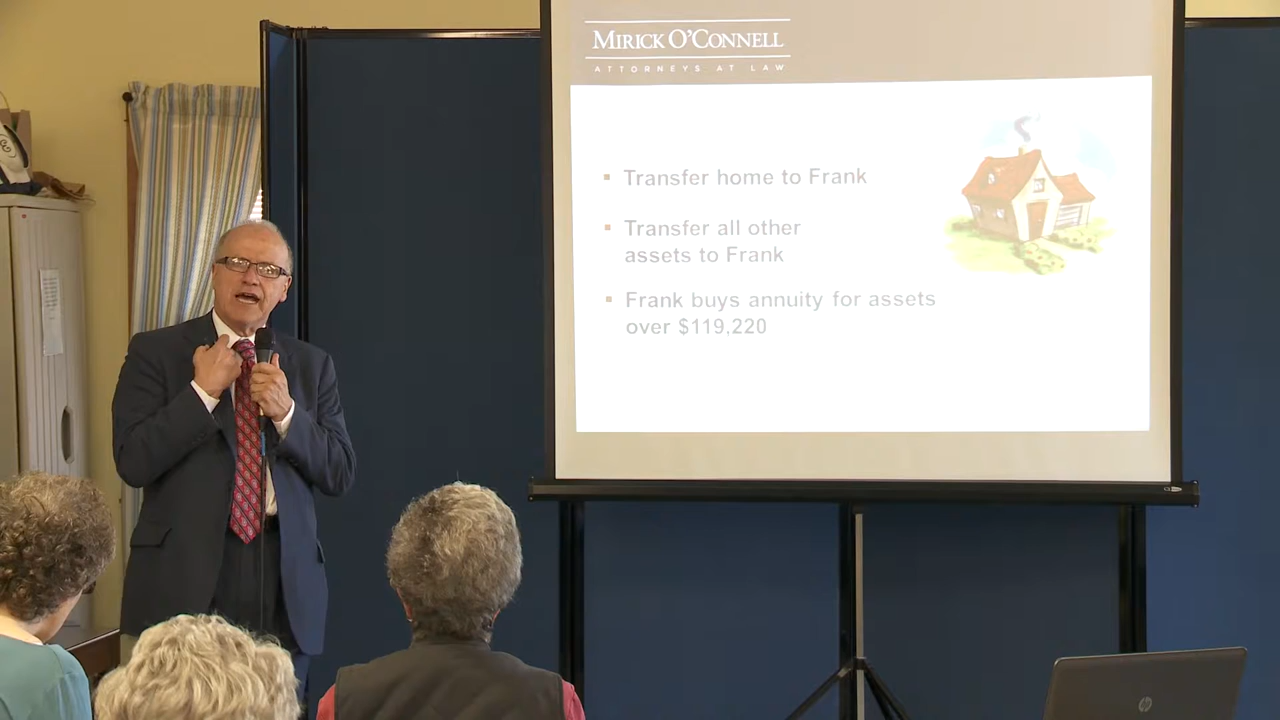 MIRICK O'CONNELL
ATTORNEYS AT LAW
Transfer home to Frank
Transfer all other
assets to Frank
Frank buys annuity for assets
over $119,220
hp